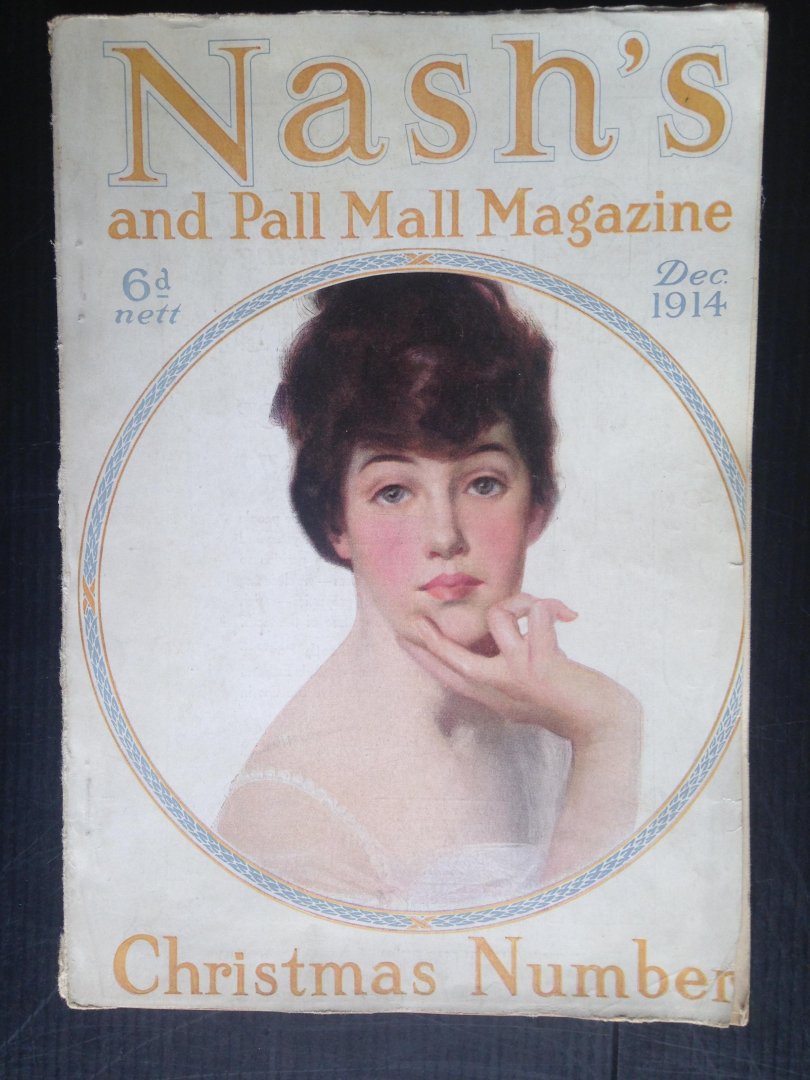 Nash's
and Pall Mall Magazine
6d
nett
Dec.
1914
Christmas Number